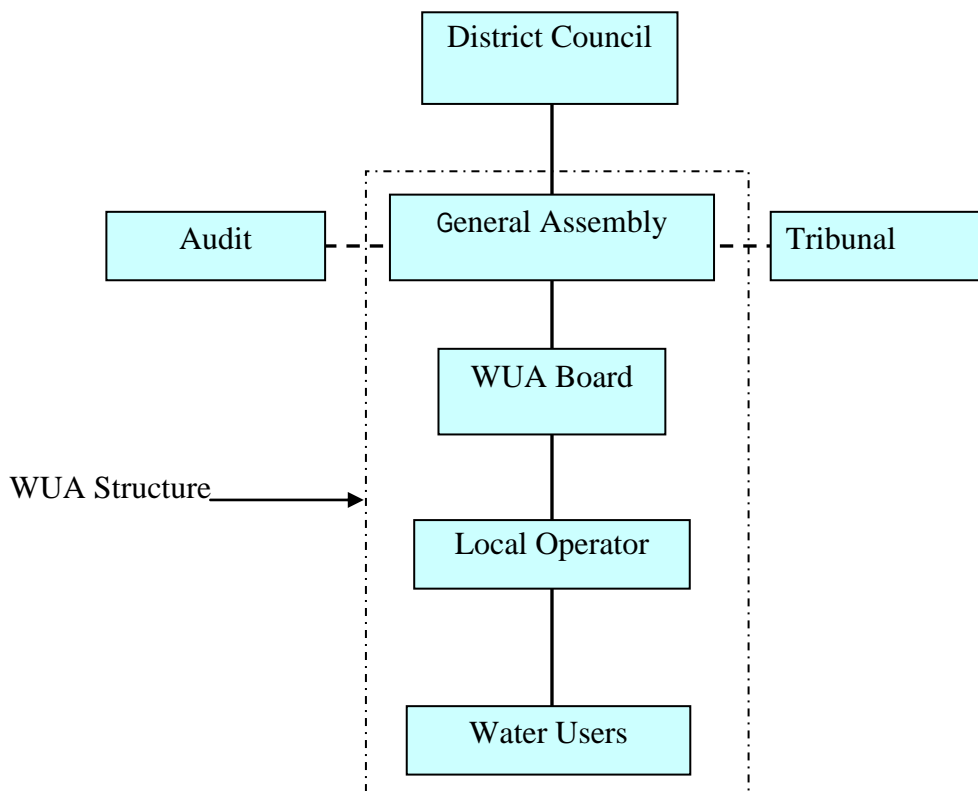 District Council
General Assembly
Audit
Tribunal
WUA Board
WUA Structure
Local Operator
Water Users